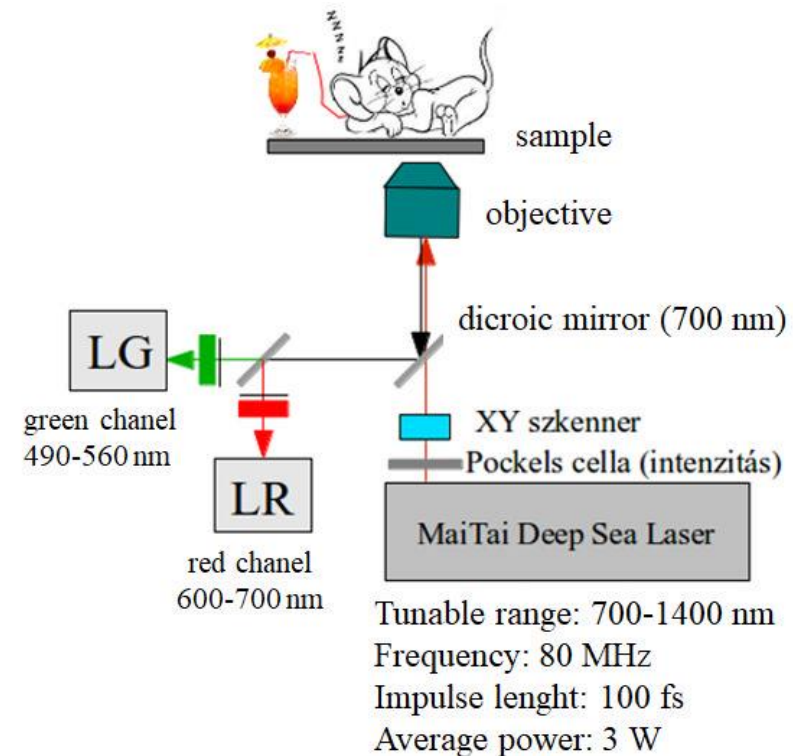 NNNNN
sample
objective
dicroic mirror (700 nm)
LG
green chanel
490-560 nm
LR
red chanel
600-700 nm
XY szkenner
Pockels cella (intenzitás)
MaiTai Deep Sea Laser
Tunable range: 700-1400 nm
Frequency: 80 MHz
Impulse lenght: 100 fs
Average power: 3 W